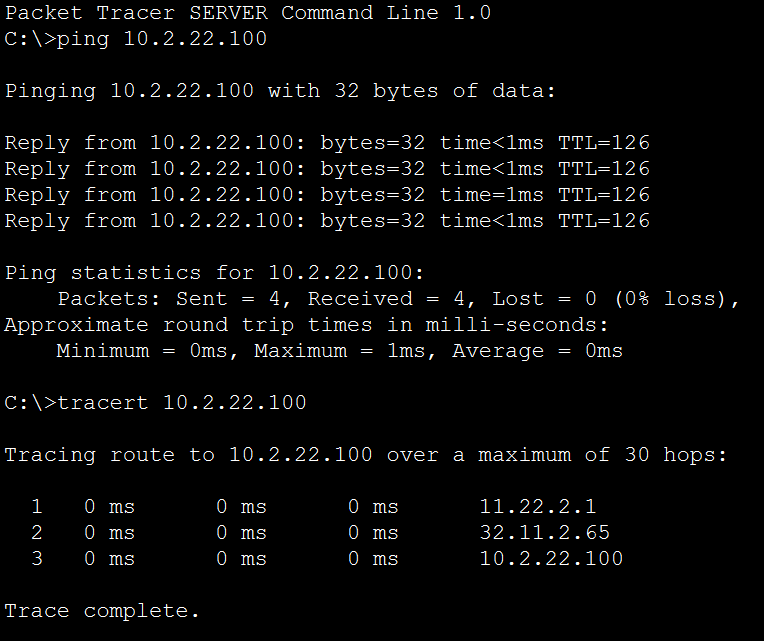 Packet Tracer SERVER Command Line 1.0
C:\>ping 10.2.22.100
Pinging 10.2.22.100 with 32 bytes of data:
Reply from 10.2.22.100: bytes=32 time<1ms TTL=126
Reply from 10.2.22.100: bytes=32 time<1ms TTL=126
Reply from 10.2.22.100: bytes=32 time=1ms TTL=126
Reply from 10.2.22.100: bytes=32 time<1ms TTL=126
Ping statistics for 10.2.22.100:
    Packets: Sent = 4, Received = 4, Lost = 0 (0% loss),
Approximate round trip times in milli-seconds:
    Minimum = 0ms, Maximum = 1ms, Average = 0ms
C:\>tracert 10.2.22.100
Tracing route to 10.2.22.100 over a maximum of 30 hops:
  1   0 ms      0 ms      0 ms      11.22.2.1
  2   0 ms      0 ms      0 ms      32.11.2.65
  3   0 ms      0 ms      0 ms      10.2.22.100
Trace complete.